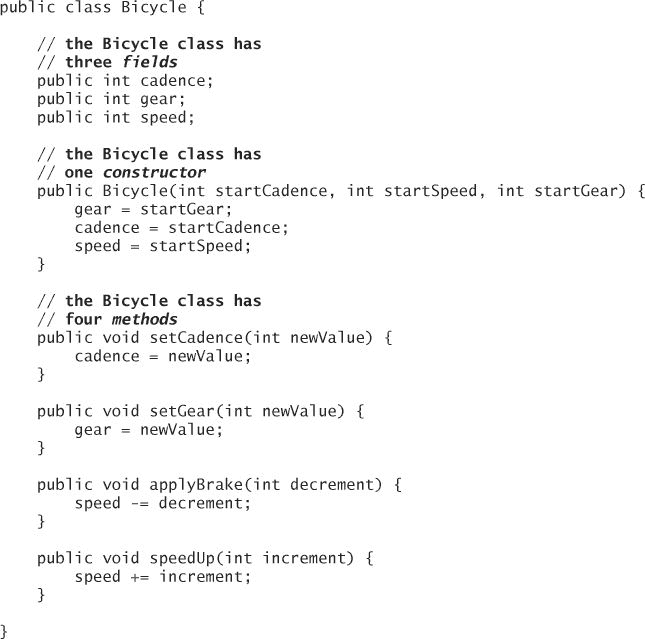 public class Bicycle {
// the Bicycle class has
// three fields
public int cadence;
public int gear;
public int speed;
// the Bicycle class has
// one constructor
public Bicycle(int startCadence, int startSpeed, int startGear) {
gear = startGear;
cadence = startCadence;
speed = startSpeed;
}
// the Bicycle class has
// four methods
public void setCadence(int newValue) {
cadence = newValue;
}
public void setGear(int newValue) {
gear = newValue;
}
public void applyBrake(int decrement) {
speed -= decrement;
}
public void speedUp(int increment) {
speed += increment;
}
}